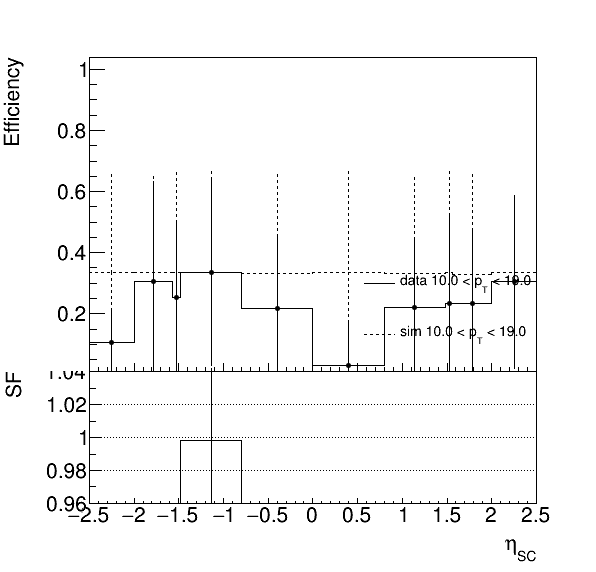 Efficiency
1
0.8
0.6
0.4
0.2
data 10.0 < p_T < 19.0
sim 10.0 < p_T < 19.0
SF
1.04
1.02
1
0.98
0.96
−2.5 −2 −1.5 −1 −0.5 0 0.5 1 1.5 2 2.5
η_SC